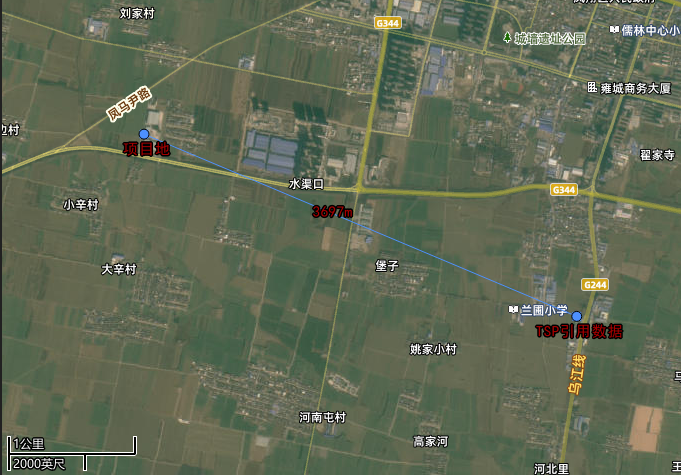 刘家村
G344
城墙遗址公园
儒林中心小
雍城商务大厦
凤马尹路
边村
项目地
翟家寺
水渠口
G344
小辛村
3697m
堡子
大辛村
G244
兰圃小学
TSP引用数据
姚家小村
乌江线
河南屯村
高家河
1公里
2000英尺
河北里